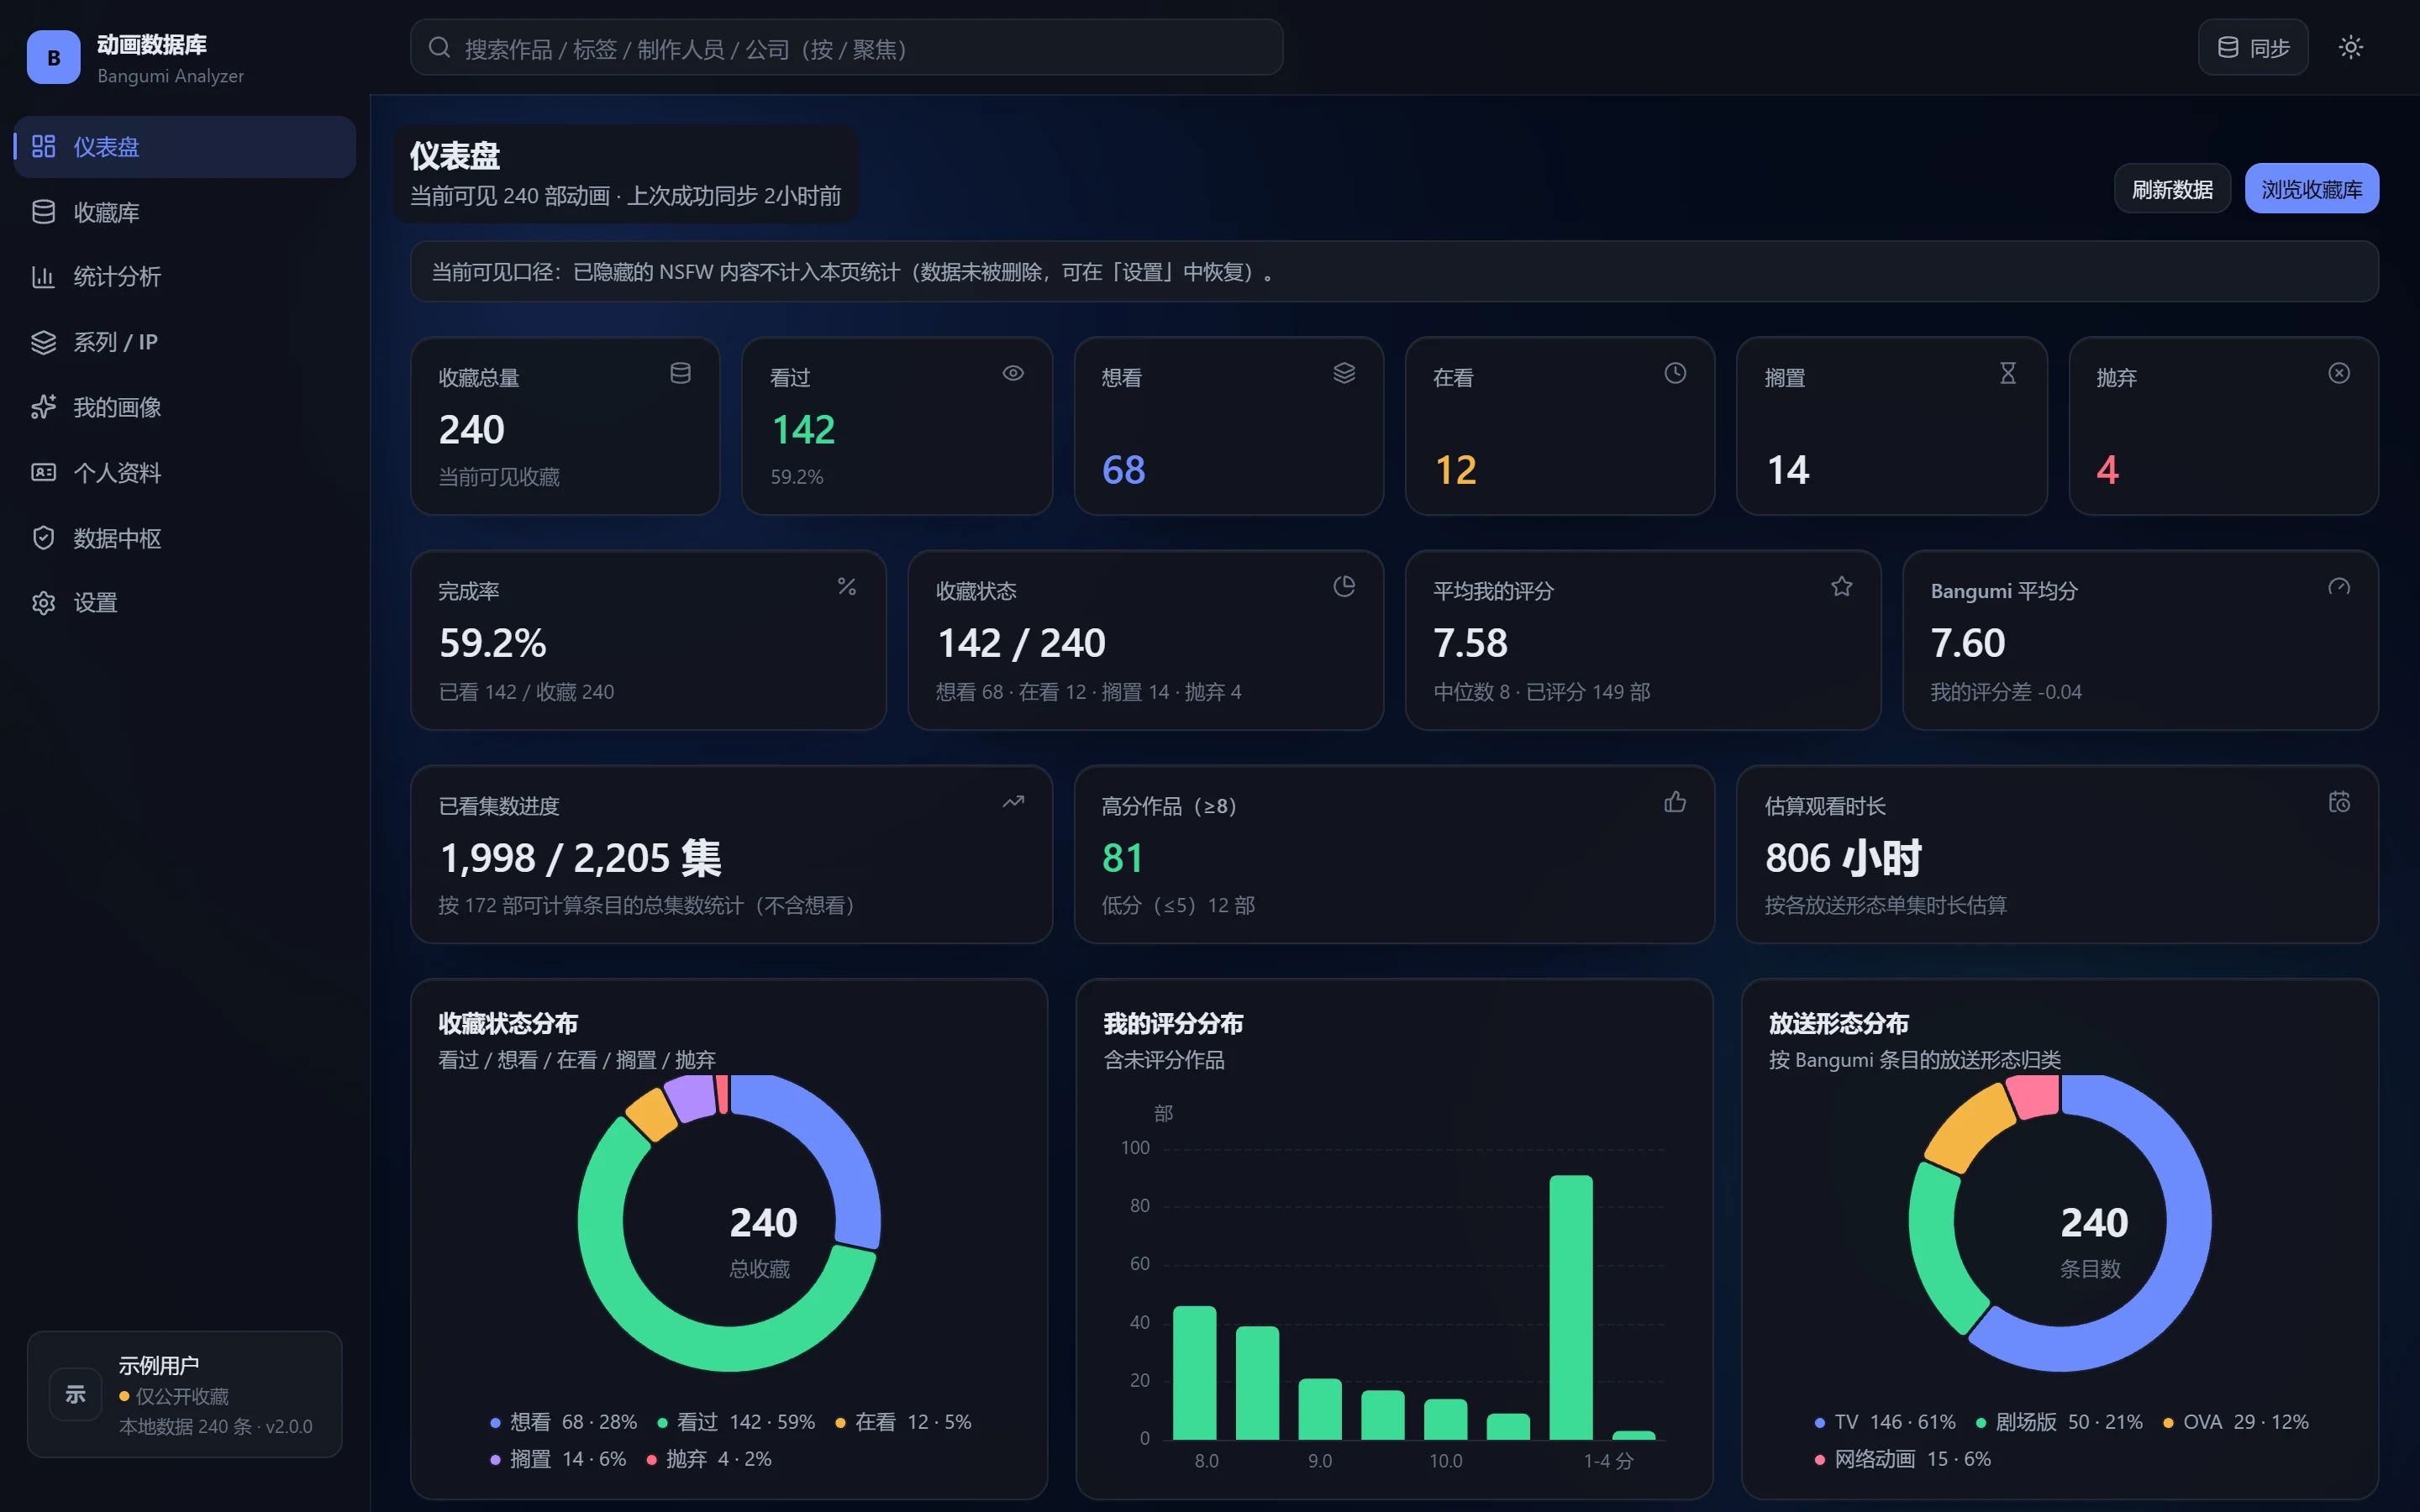 B
动画数据库
Bangumi Analyzer
搜索作品 / 标签 / 制作人员 / 公司（按 / 聚焦）
同步
仪表盘
收藏库
统计分析
系列 / IP
我的画像
个人资料
数据中枢
设置
示
示例用户
仅公开收藏
本地数据 240 条 · v2.0.0
仪表盘
当前可见 240 部动画 · 上次成功同步 2小时前
刷新数据
浏览收藏库
当前可见口径：已隐藏的 NSFW 内容不计入本页统计（数据未被删除，可在「设置」中恢复）。
收藏总量
240
当前可见收藏
看过
142
59.2%
想看
68
在看
12
搁置
14
抛弃
4
完成率
59.2%
已看 142 / 收藏 240
收藏状态
142 / 240
想看 68 · 在看 12 · 搁置 14 · 抛弃 4
平均我的评分
7.58
中位数 8 · 已评分 149 部
Bangumi 平均分
7.60
我的评分差 -0.04
已看集数进度
1,998 / 2,205 集
按 172 部可计算条目的总集数统计（不含想看）
高分作品（≥8）
81
低分（≤5）12 部
估算观看时长
806 小时
按各放送形态单集时长估算
收藏状态分布
看过 / 想看 / 在看 / 搁置 / 抛弃
240
总收藏
想看 68 · 28% 看过 142 · 59% 在看 12 · 5%
搁置 14 · 6% 抛弃 4 · 2%
我的评分分布
含未评分作品
部
100
80
60
40
20
0
8.0 9.0 10.0 1-4 分
放送形态分布
按 Bangumi 条目的放送形态归类
240
条目数
TV 146 · 61% 剧场版 50 · 21% OVA 29 · 12%
网络动画 15 · 6%